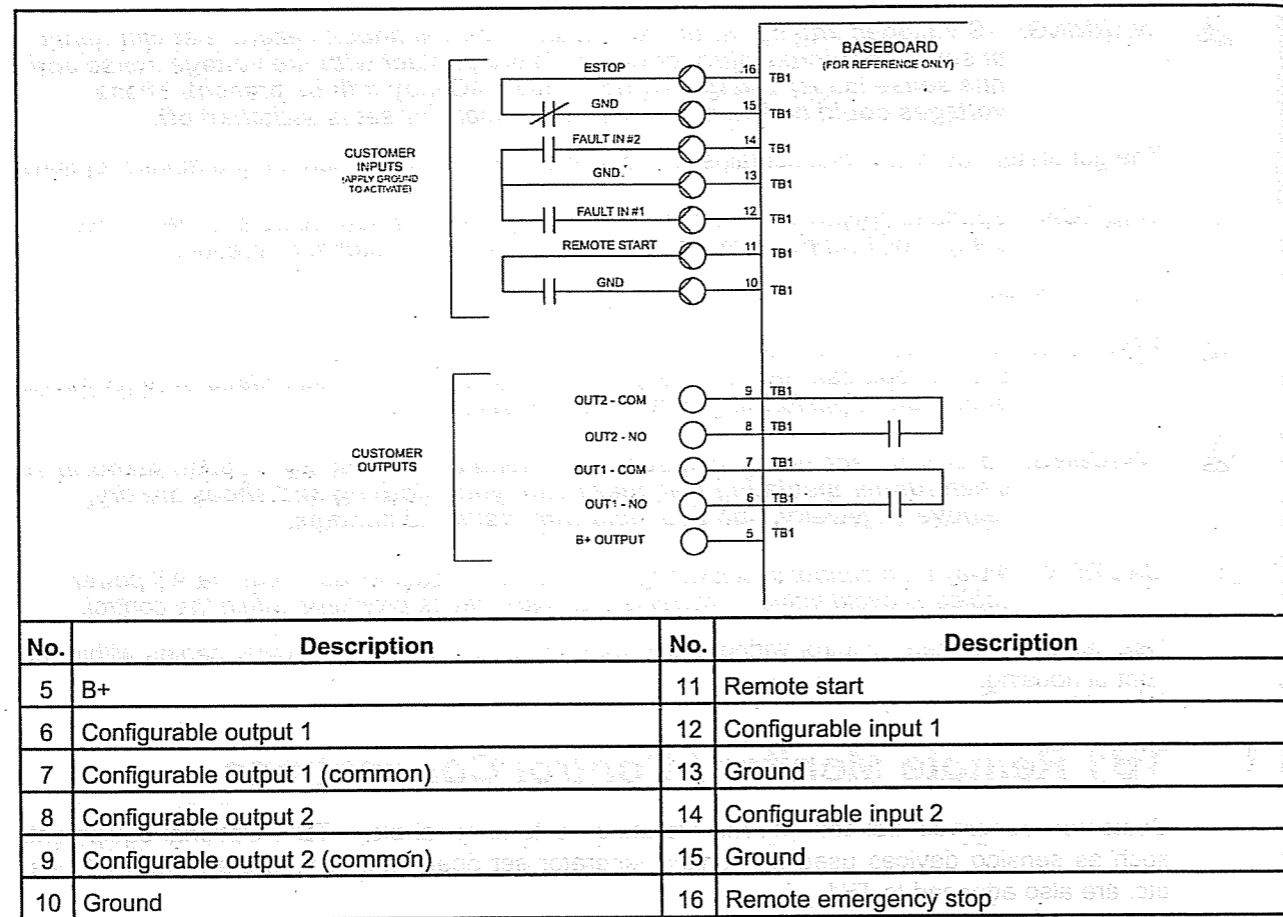 BASEBOARD
(FOR REFERENCE ONLY)
CUSTOMER
INPUTS
(APPLY GROUND
TO ACTIVATE)
ESTOP 16 TB1
GND 15 TB1
FAULT IN #2 14 TB1
GND. 13 TB1
FAULT IN #1 12 TB1
REMOTE START 11 TB1
GND 10 TB1
CUSTOMER
OUTPUTS
OUT2 - COM 9 TB1
OUT2 - NO 8 TB1
OUT1 - COM 7 TB1
OUT1 - NO 6 TB1
B+ OUTPUT 5 TB1
No. Description No. Description
5 B+ 11 Remote start
6 Configurable output 1 12 Configurable input 1
7 Configurable output 1 (common) 13 Ground
8 Configurable output 2 14 Configurable input 2
9 Configurable output 2 (common) 15 Ground
10 Ground 16 Remote emergency stop